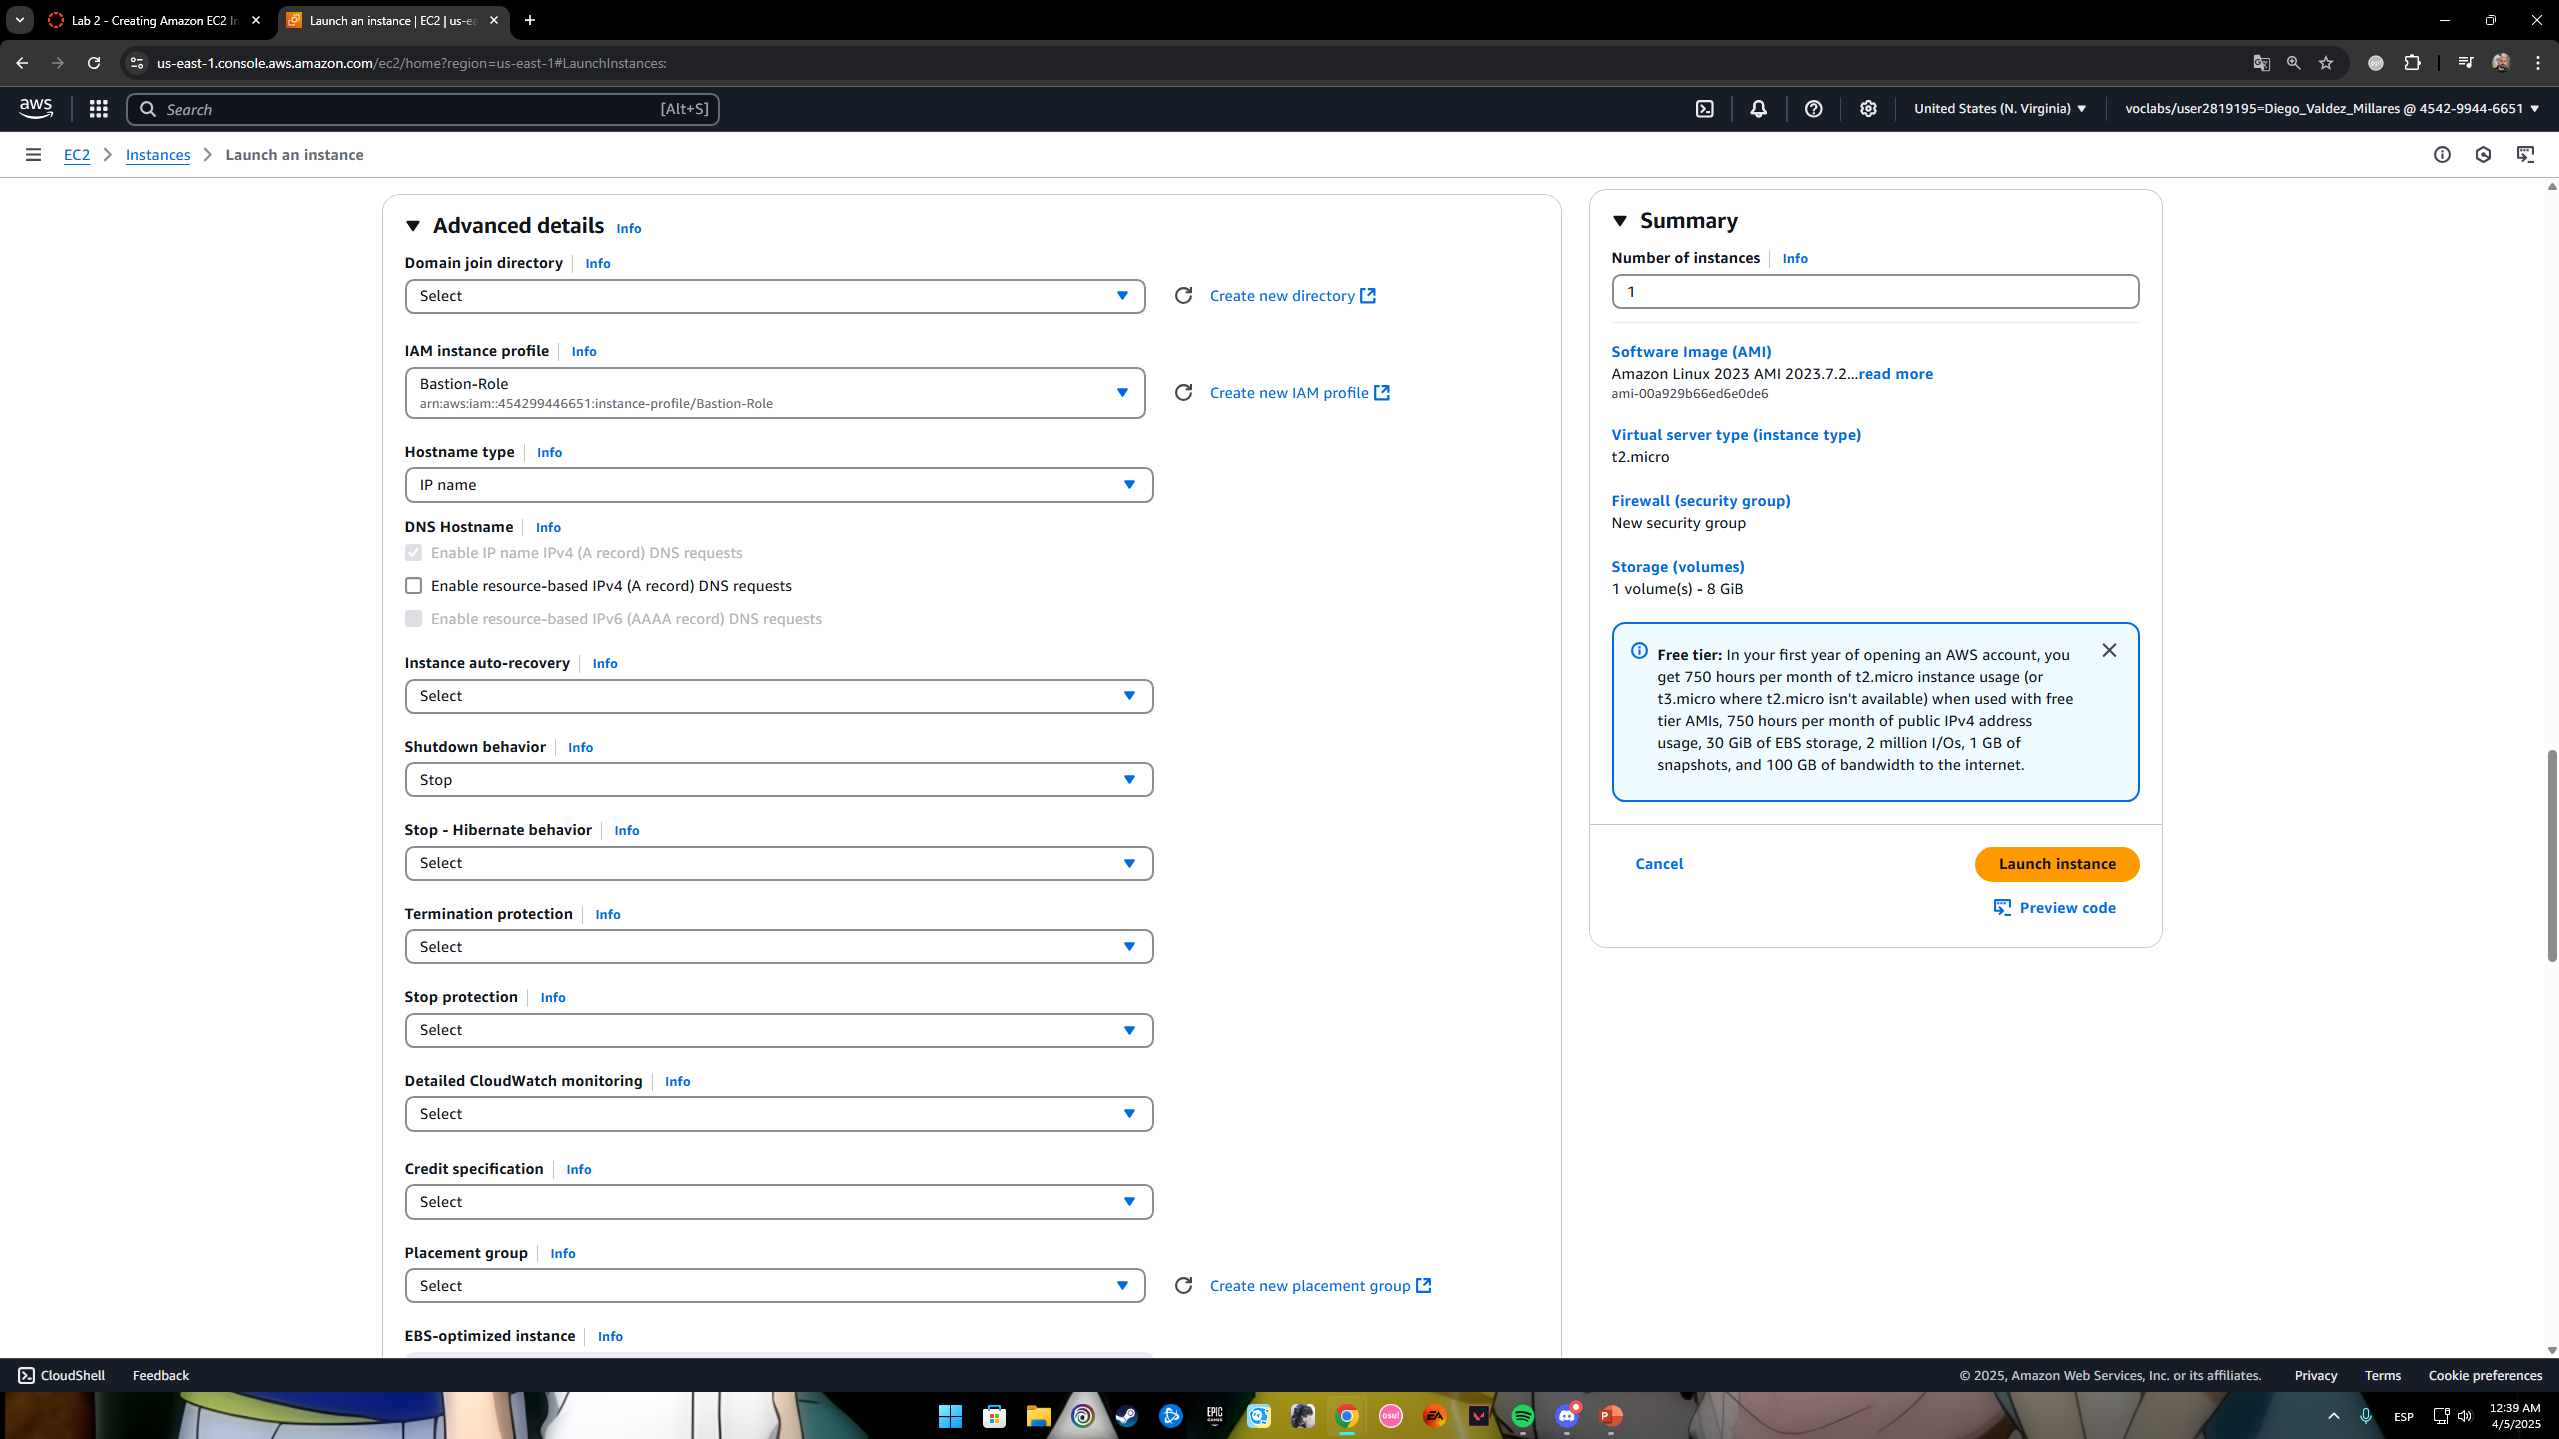 Lab 2 - Creating Amazon EC2 In
Launch an instance | EC2 | us-ea
us-east-1.console.aws.amazon.com/ec2/home?region=us-east-1#LaunchInstances:
aws
Search
[Alt+S]
United States (N. Virginia)
voclabs/user2819195=Diego_Valdez_Millares @ 4542-9944-6651
EC2
Instances
Launch an instance
Advanced details Info
Domain join directory Info
Select
Create new directory
IAM instance profile Info
Bastion-Role
arn:aws:iam::454299446651:instance-profile/Bastion-Role
Create new IAM profile
Hostname type Info
IP name
DNS Hostname Info
Enable IP name IPv4 (A record) DNS requests
Enable resource-based IPv4 (A record) DNS requests
Enable resource-based IPv6 (AAAA record) DNS requests
Instance auto-recovery Info
Select
Shutdown behavior Info
Stop
Stop - Hibernate behavior Info
Select
Termination protection Info
Select
Stop protection Info
Select
Detailed CloudWatch monitoring Info
Select
Credit specification Info
Select
Placement group Info
Select
Create new placement group
EBS-optimized instance Info
Summary
Number of instances Info
1
Software Image (AMI)
Amazon Linux 2023 AMI 2023.7.2...read more
ami-00a929b66ed6e0de6
Virtual server type (instance type)
t2.micro
Firewall (security group)
New security group
Storage (volumes)
1 volume(s) - 8 GiB
Free tier: In your first year of opening an AWS account, you
get 750 hours per month of t2.micro instance usage (or
t3.micro where t2.micro isn't available) when used with free
tier AMIs, 750 hours per month of public IPv4 address
usage, 30 GiB of EBS storage, 2 million I/Os, 1 GB of
snapshots, and 100 GB of bandwidth to the internet.
Cancel
Launch instance
Preview code
CloudShell
Feedback
© 2025, Amazon Web Services, Inc. or its affiliates.
Privacy
Terms
Cookie preferences
EPIC
GAMES
osu!
EA
P
ESP
12:39 AM
4/5/2025